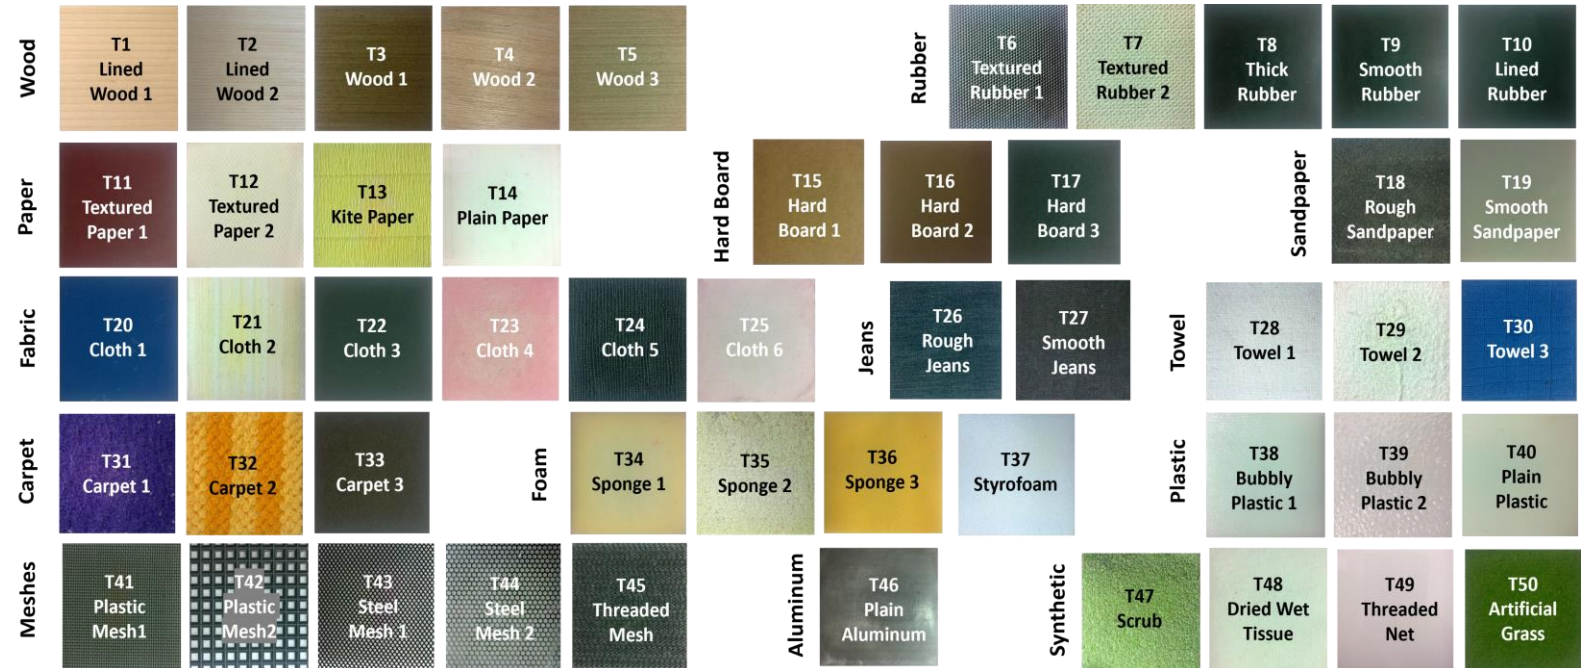 Wood
T1
Lined
Wood 1
T2
Lined
Wood 2
T3
Wood 1
T4
Wood 2
T5
Wood 3
Rubber
T6
Textured
Rubber 1
T7
Textured
Rubber 2
T8
Thick
Rubber
T9
Smooth
Rubber
T10
Lined
Rubber
Paper
T11
Textured
Paper 1
T12
Textured
Paper 2
T13
Kite Paper
T14
Plain Paper
Hard Board
T15
Hard
Board 1
T16
Hard
Board 2
T17
Hard
Board 3
Sandpaper
T18
Rough
Sandpaper
T19
Smooth
Sandpaper
Fabric
T20
Cloth 1
T21
Cloth 2
T22
Cloth 3
T23
Cloth 4
T24
Cloth 5
T25
Cloth 6
Jeans
T26
Rough
Jeans
T27
Smooth
Jeans
Towel
T28
Towel 1
T29
Towel 2
T30
Towel 3
Carpet
T31
Carpet 1
T32
Carpet 2
T33
Carpet 3
Foam
T34
Sponge 1
T35
Sponge 2
T36
Sponge 3
T37
Styrofoam
Plastic
T38
Bubbly
Plastic 1
T39
Bubbly
Plastic 2
T40
Plain
Plastic
Meshes
T41
Plastic
Mesh1
T42
Plastic
Mesh2
T43
Steel
Mesh 1
T44
Steel
Mesh 2
T45
Threaded
Mesh
Aluminum
T46
Plain
Aluminum
Synthetic
T47
Scrub
T48
Dried Wet
Tissue
T49
Threaded
Net
T50
Artificial
Grass